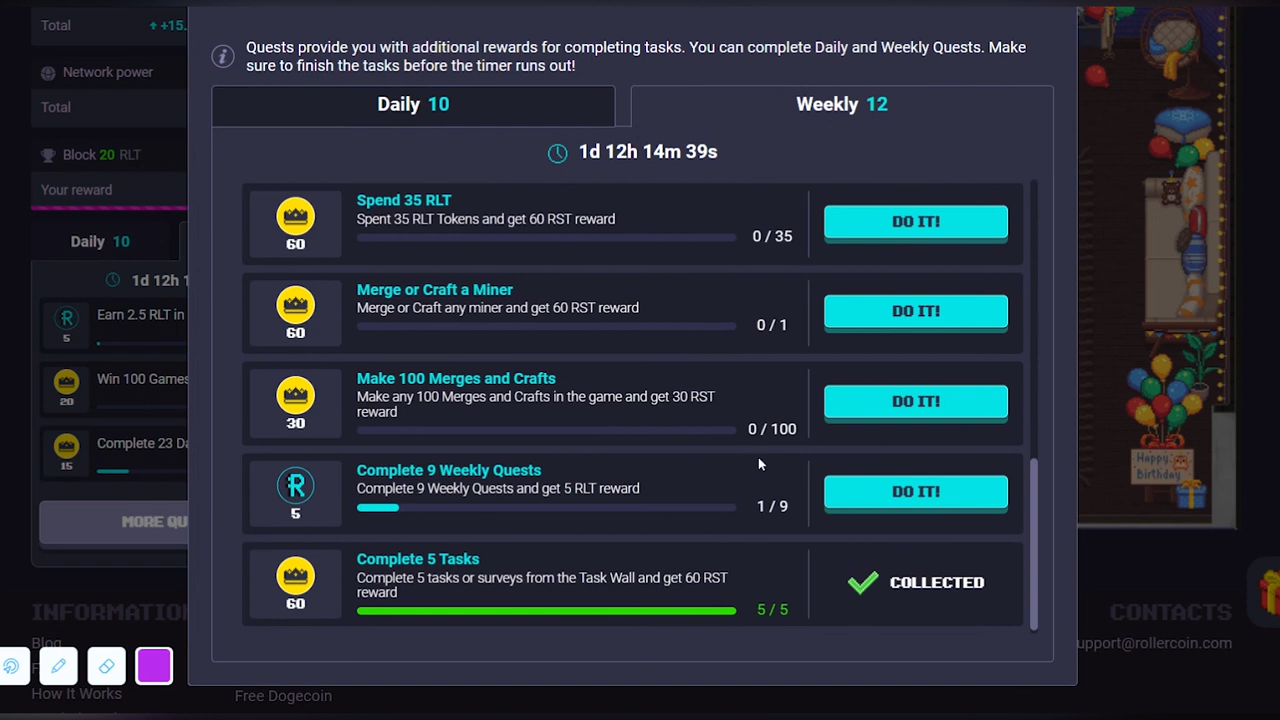 Total
+15.
Network power
Total
Block 20 RLT
Your reward
Daily 10
1d 12h 1
Earn 2.5 RLT in
5
Win 100 Games
20
Complete 23 Da
15
MORE QU
Quests provide you with additional rewards for completing tasks. You can complete Daily and Weekly Quests. Make
sure to finish the tasks before the timer runs out!
Daily 10
Weekly 12
1d 12h 14m 39s
60
Spend 35 RLT
Spent 35 RLT Tokens and get 60 RST reward
0 / 35
DO IT!
60
Merge or Craft a Miner
Merge or Craft any miner and get 60 RST reward
0 / 1
DO IT!
30
Make 100 Merges and Crafts
Make any 100 Merges and Crafts in the game and get 30 RST
reward
0 / 100
DO IT!
5
Complete 9 Weekly Quests
Complete 9 Weekly Quests and get 5 RLT reward
1 / 9
DO IT!
60
Complete 5 Tasks
Complete 5 tasks or surveys from the Task Wall and get 60 RST
reward
5 / 5
COLLECTED
Happy
Birthday
INFORMATIO
Blog
F
How It Works
Free Dogecoin
CONTACTS
upport@rollercoin.com